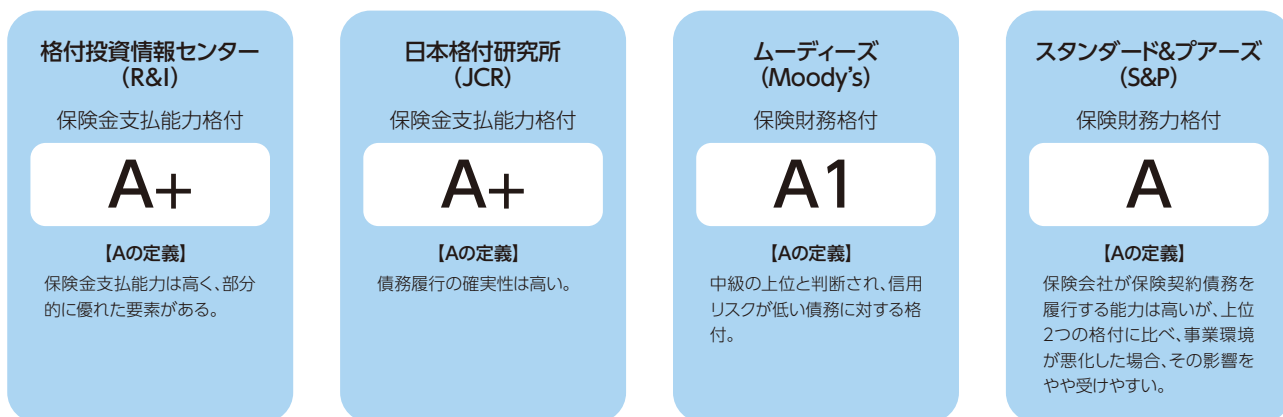 格付投資情報センター
(R&I)
保険金支払能力格付
A+
【Aの定義】
保険金支払能力は高く、部分
的に優れた要素がある。
日本格付研究所
(JCR)
保険金支払能力格付
A+
【Aの定義】
債務履行の確実性は高い。
ムーディーズ
(Moody's)
保険財務格付
A1
【Aの定義】
中級の上位と判断され、信用
リスクが低い債務に対する格
付。
スタンダード&プアーズ
(S&P)
保険財務力格付
A
【Aの定義】
保険会社が保険契約債務を
履行する能力は高いが、上位
2つの格付に比べ、事業環境
が悪化した場合、その影響を
やや受けやすい。